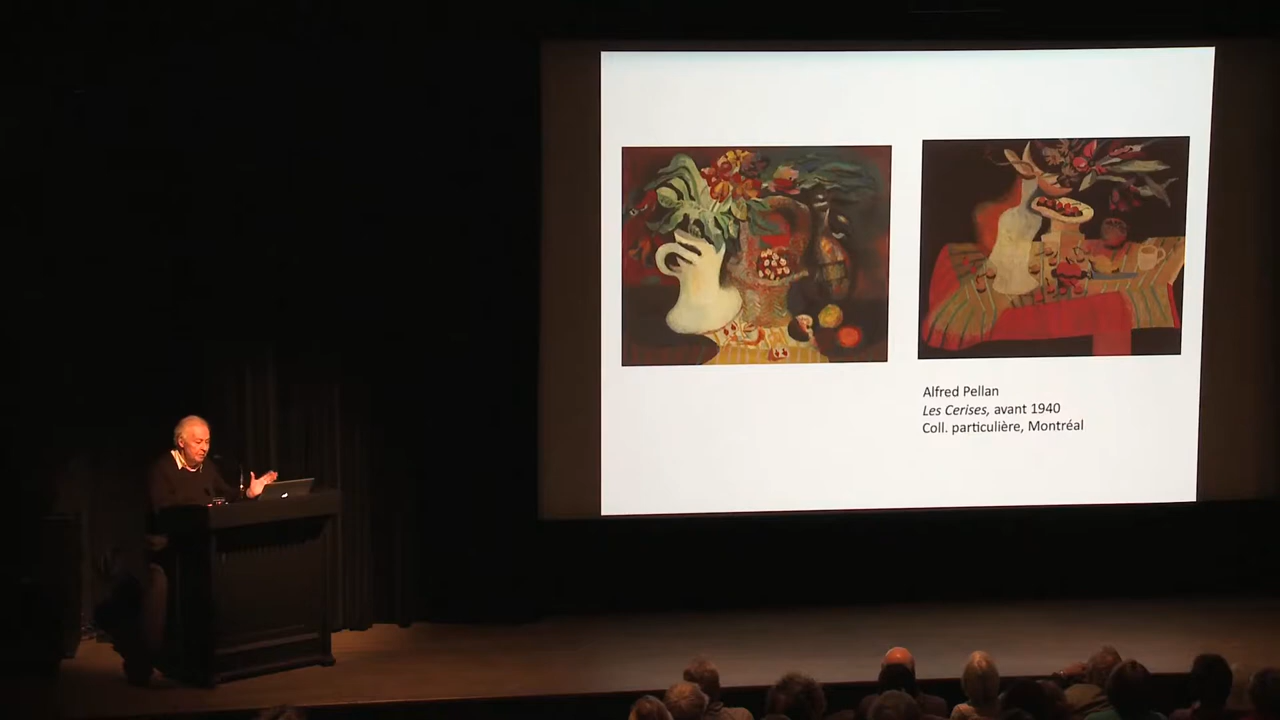 Alfred Pellan
Les Cerises, avant 1940
Coll. particulière, Montréal